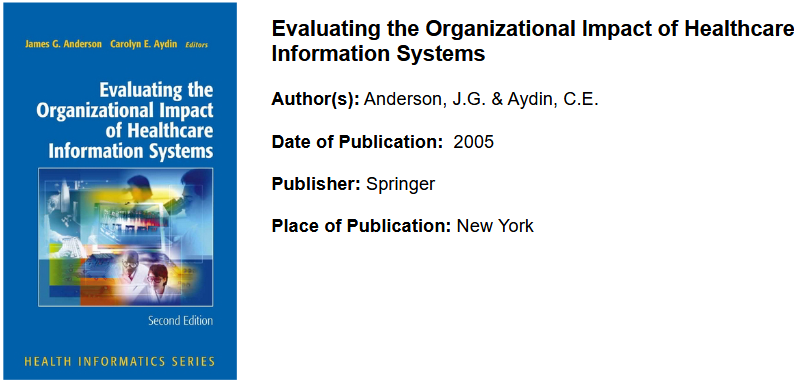 James G. Anderson Carolyn E. Aydin Editors
Evaluating the
Organizational Impact
of Healthcare
Information Systems
Second Edition
HEALTH INFORMATICS SERIES
Evaluating the Organizational Impact of Healthcare
Information Systems
Author(s): Anderson, J.G. & Aydin, C.E.
Date of Publication: 2005
Publisher: Springer
Place of Publication: New York